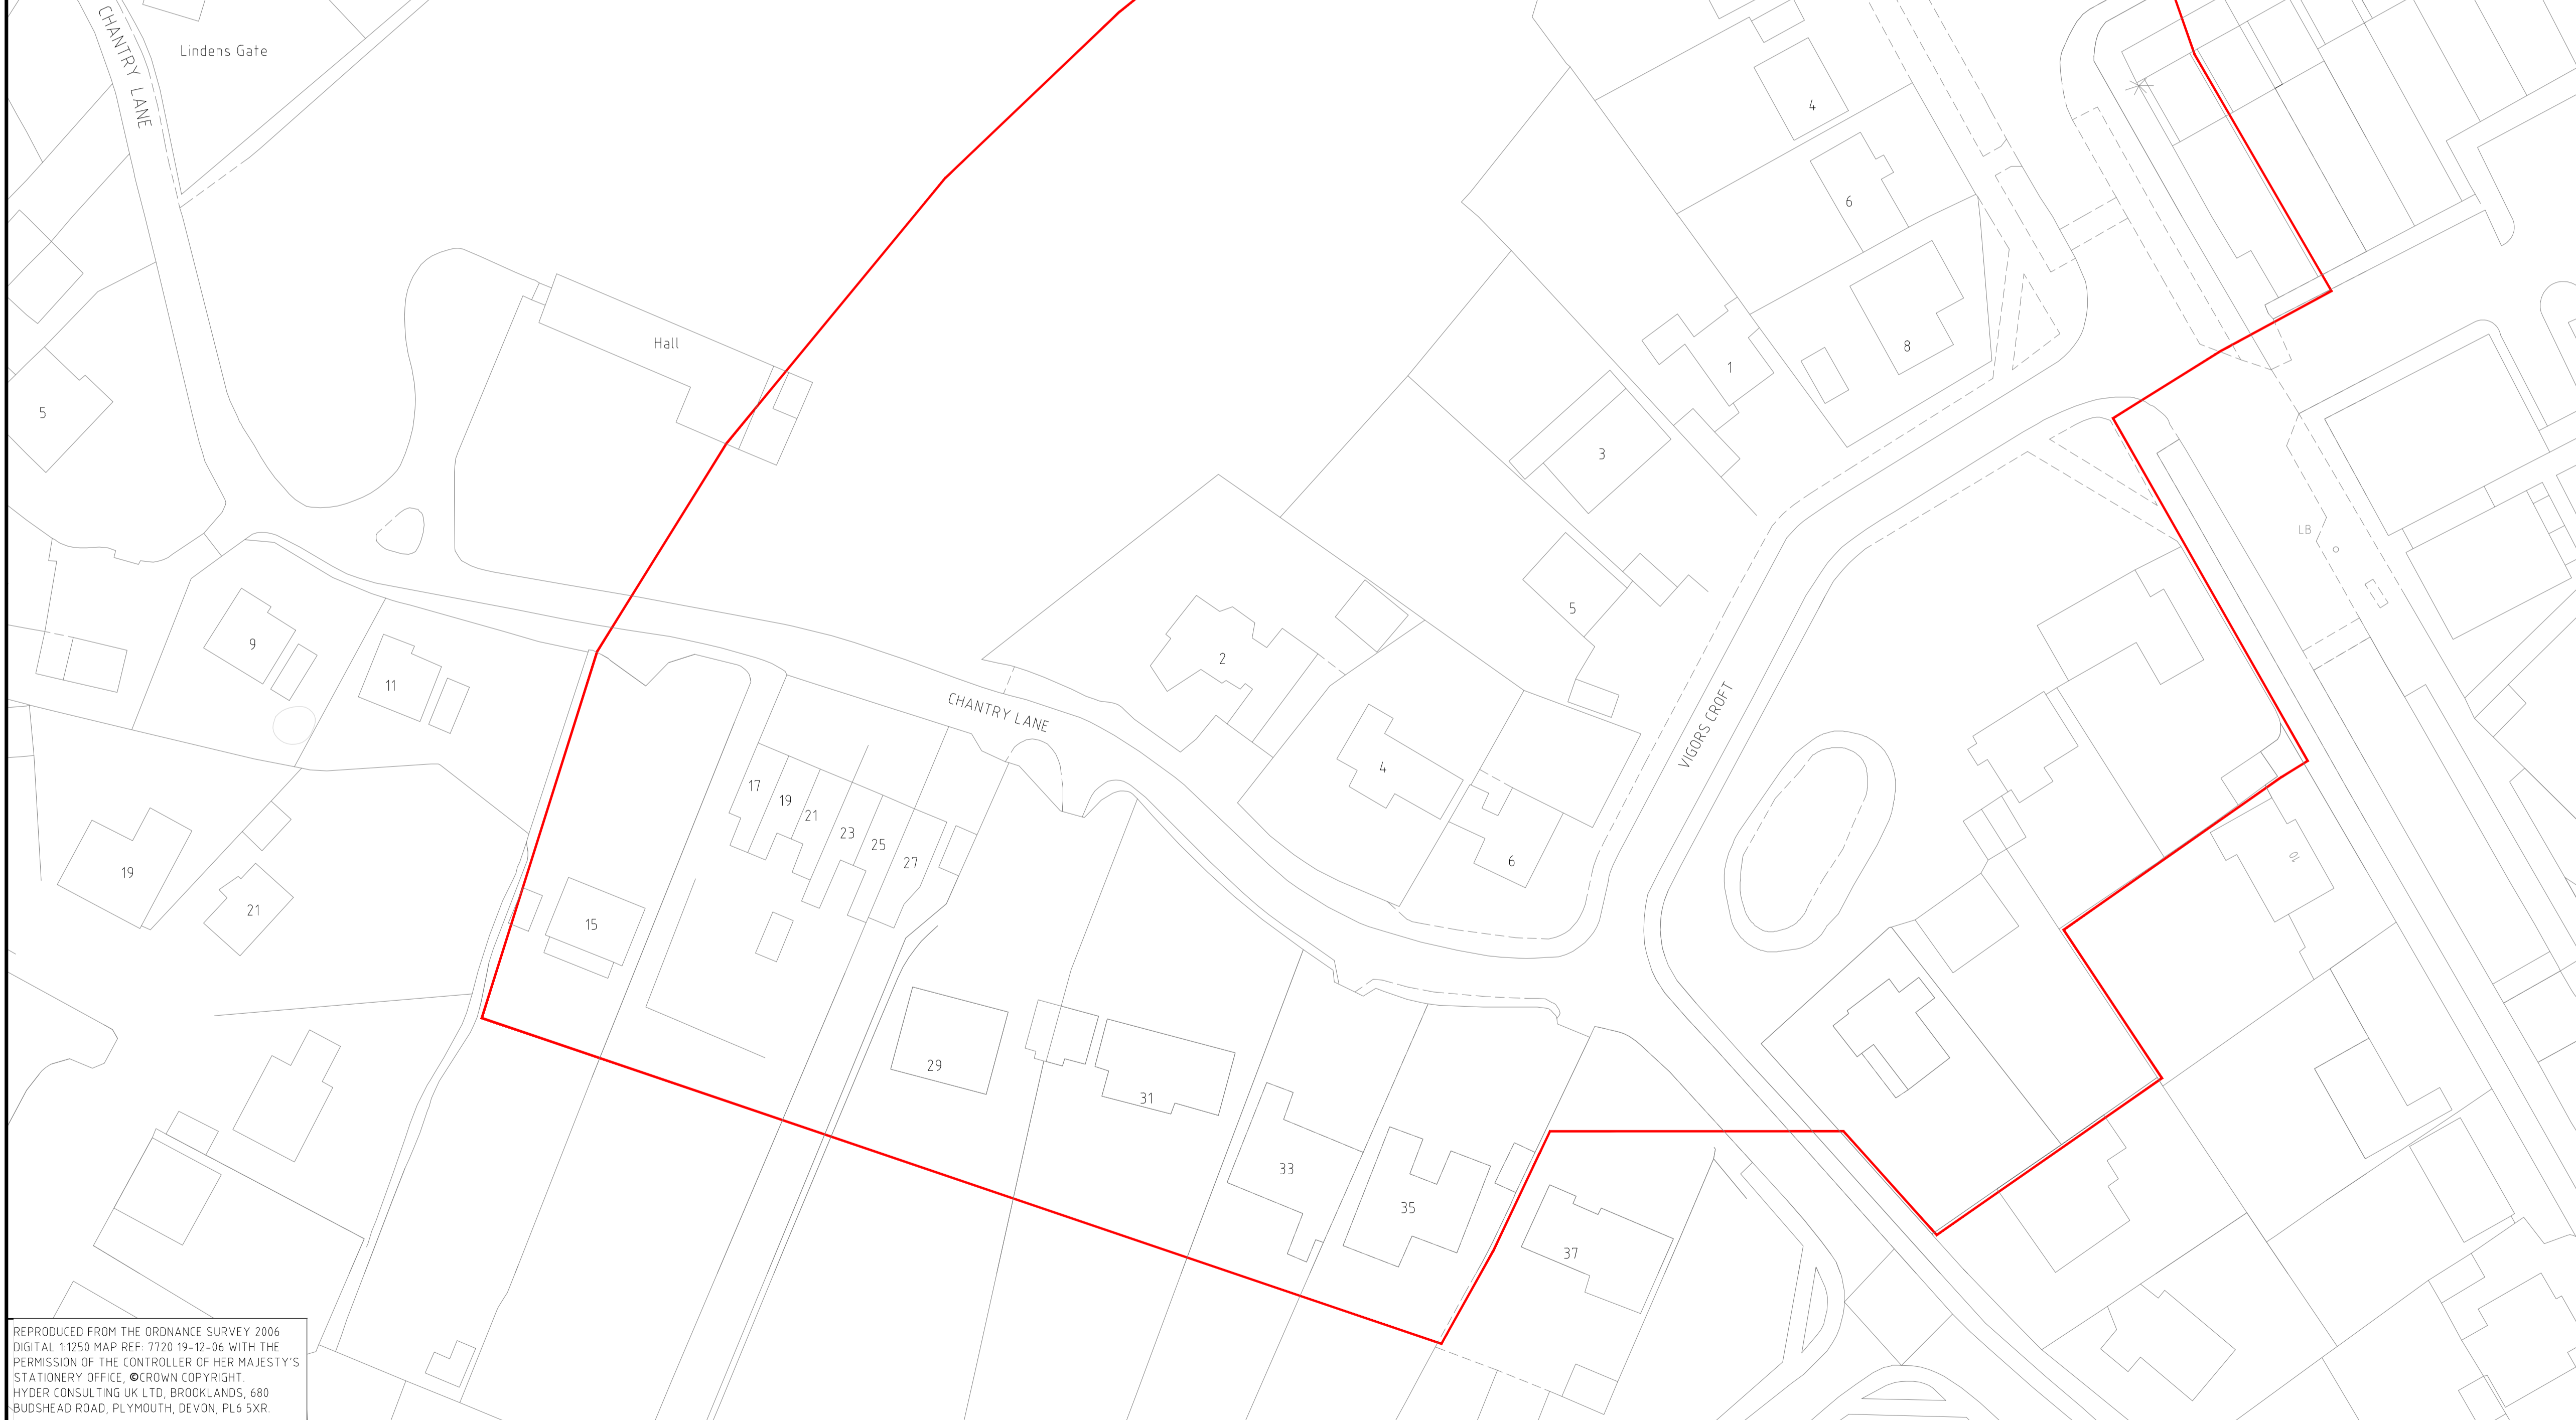 CHANTRY LANE
Lindens Gate
4
6
8
1
3
5
Hall
5
LB
2
4
6
VIGORS CROFT
CHANTRY LANE
9
11
17
19
21
23
25
27
19
21
15
10
29
31
33
35
37
REPRODUCED FROM THE ORDNANCE SURVEY 2006
DIGITAL 1:1250 MAP REF: 7720 19-12-06 WITH THE
PERMISSION OF THE CONTROLLER OF HER MAJESTY'S
STATIONERY OFFICE, ©CROWN COPYRIGHT.
HYDER CONSULTING UK LTD, BROOKLANDS, 680
BUDSHEAD ROAD, PLYMOUTH, DEVON, PL6 5XR.